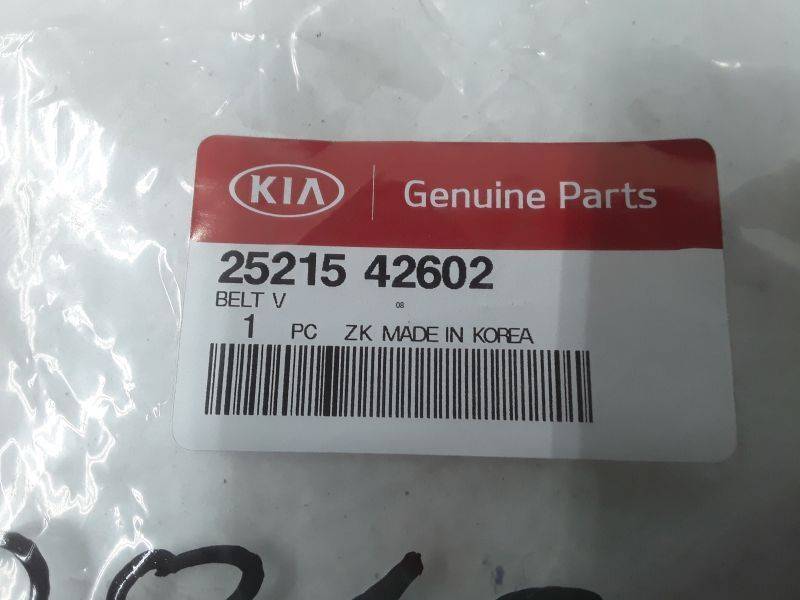 KIA Genuine Parts
25215 42602
BELT V 08
1 PC ZK MADE IN KOREA